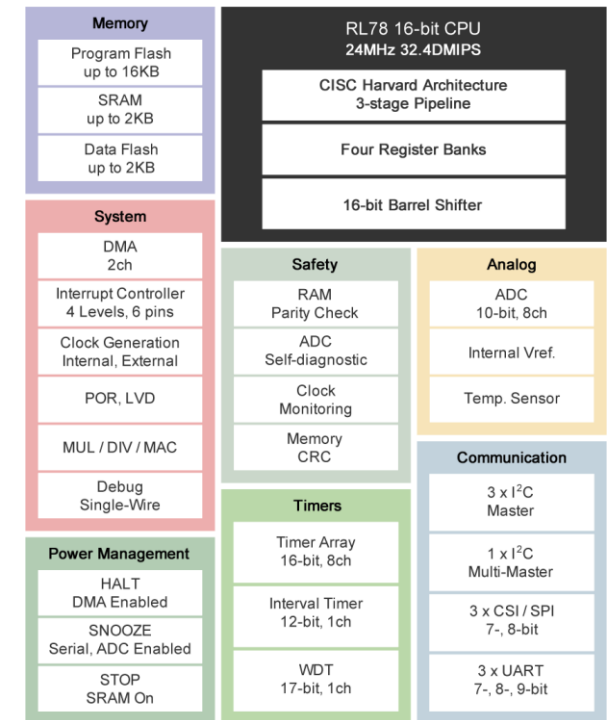 Memory
Program Flash
up to 16KB
SRAM
up to 2KB
Data Flash
up to 2KB
RL78 16-bit CPU
24MHz 32.4DMIPS
CISC Harvard Architecture
3-stage Pipeline
Four Register Banks
16-bit Barrel Shifter
System
DMA
2ch
Interrupt Controller
4 Levels, 6 pins
Clock Generation
Internal, External
POR, LVD
MUL / DIV / MAC
Debug
Single-Wire
Safety
RAM
Parity Check
ADC
Self-diagnostic
Clock
Monitoring
Memory
CRC
Analog
ADC
10-bit, 8ch
Internal Vref.
Temp. Sensor
Power Management
HALT
DMA Enabled
SNOOZE
Serial, ADC Enabled
STOP
SRAM On
Timers
Timer Array
16-bit, 8ch
Interval Timer
12-bit, 1ch
WDT
17-bit, 1ch
Communication
3 x I²C
Master
1 x I²C
Multi-Master
3 x CSI / SPI
7-, 8-bit
3 x UART
7-, 8-, 9-bit